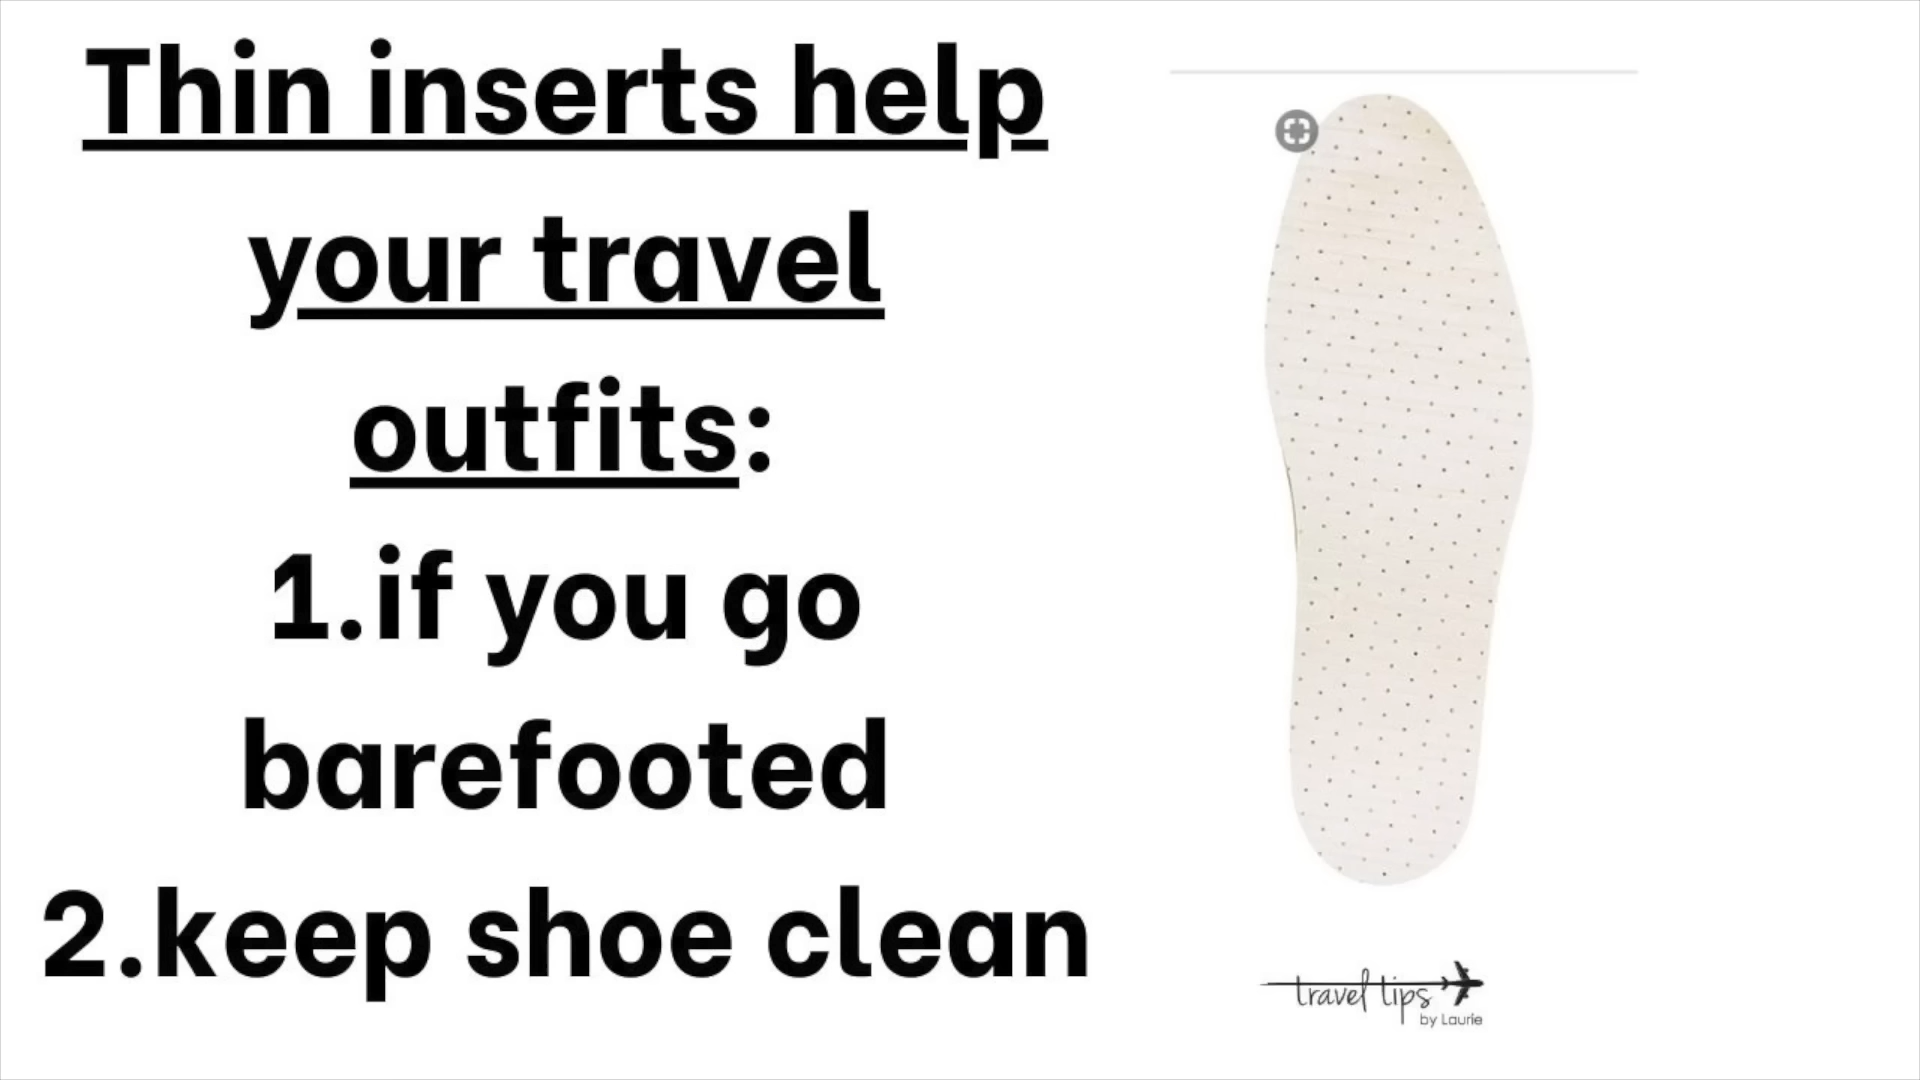 Thin inserts help
your travel
outfits:
1.if you go
barefooted
2.keep shoe clean
travel tips
by Laurie